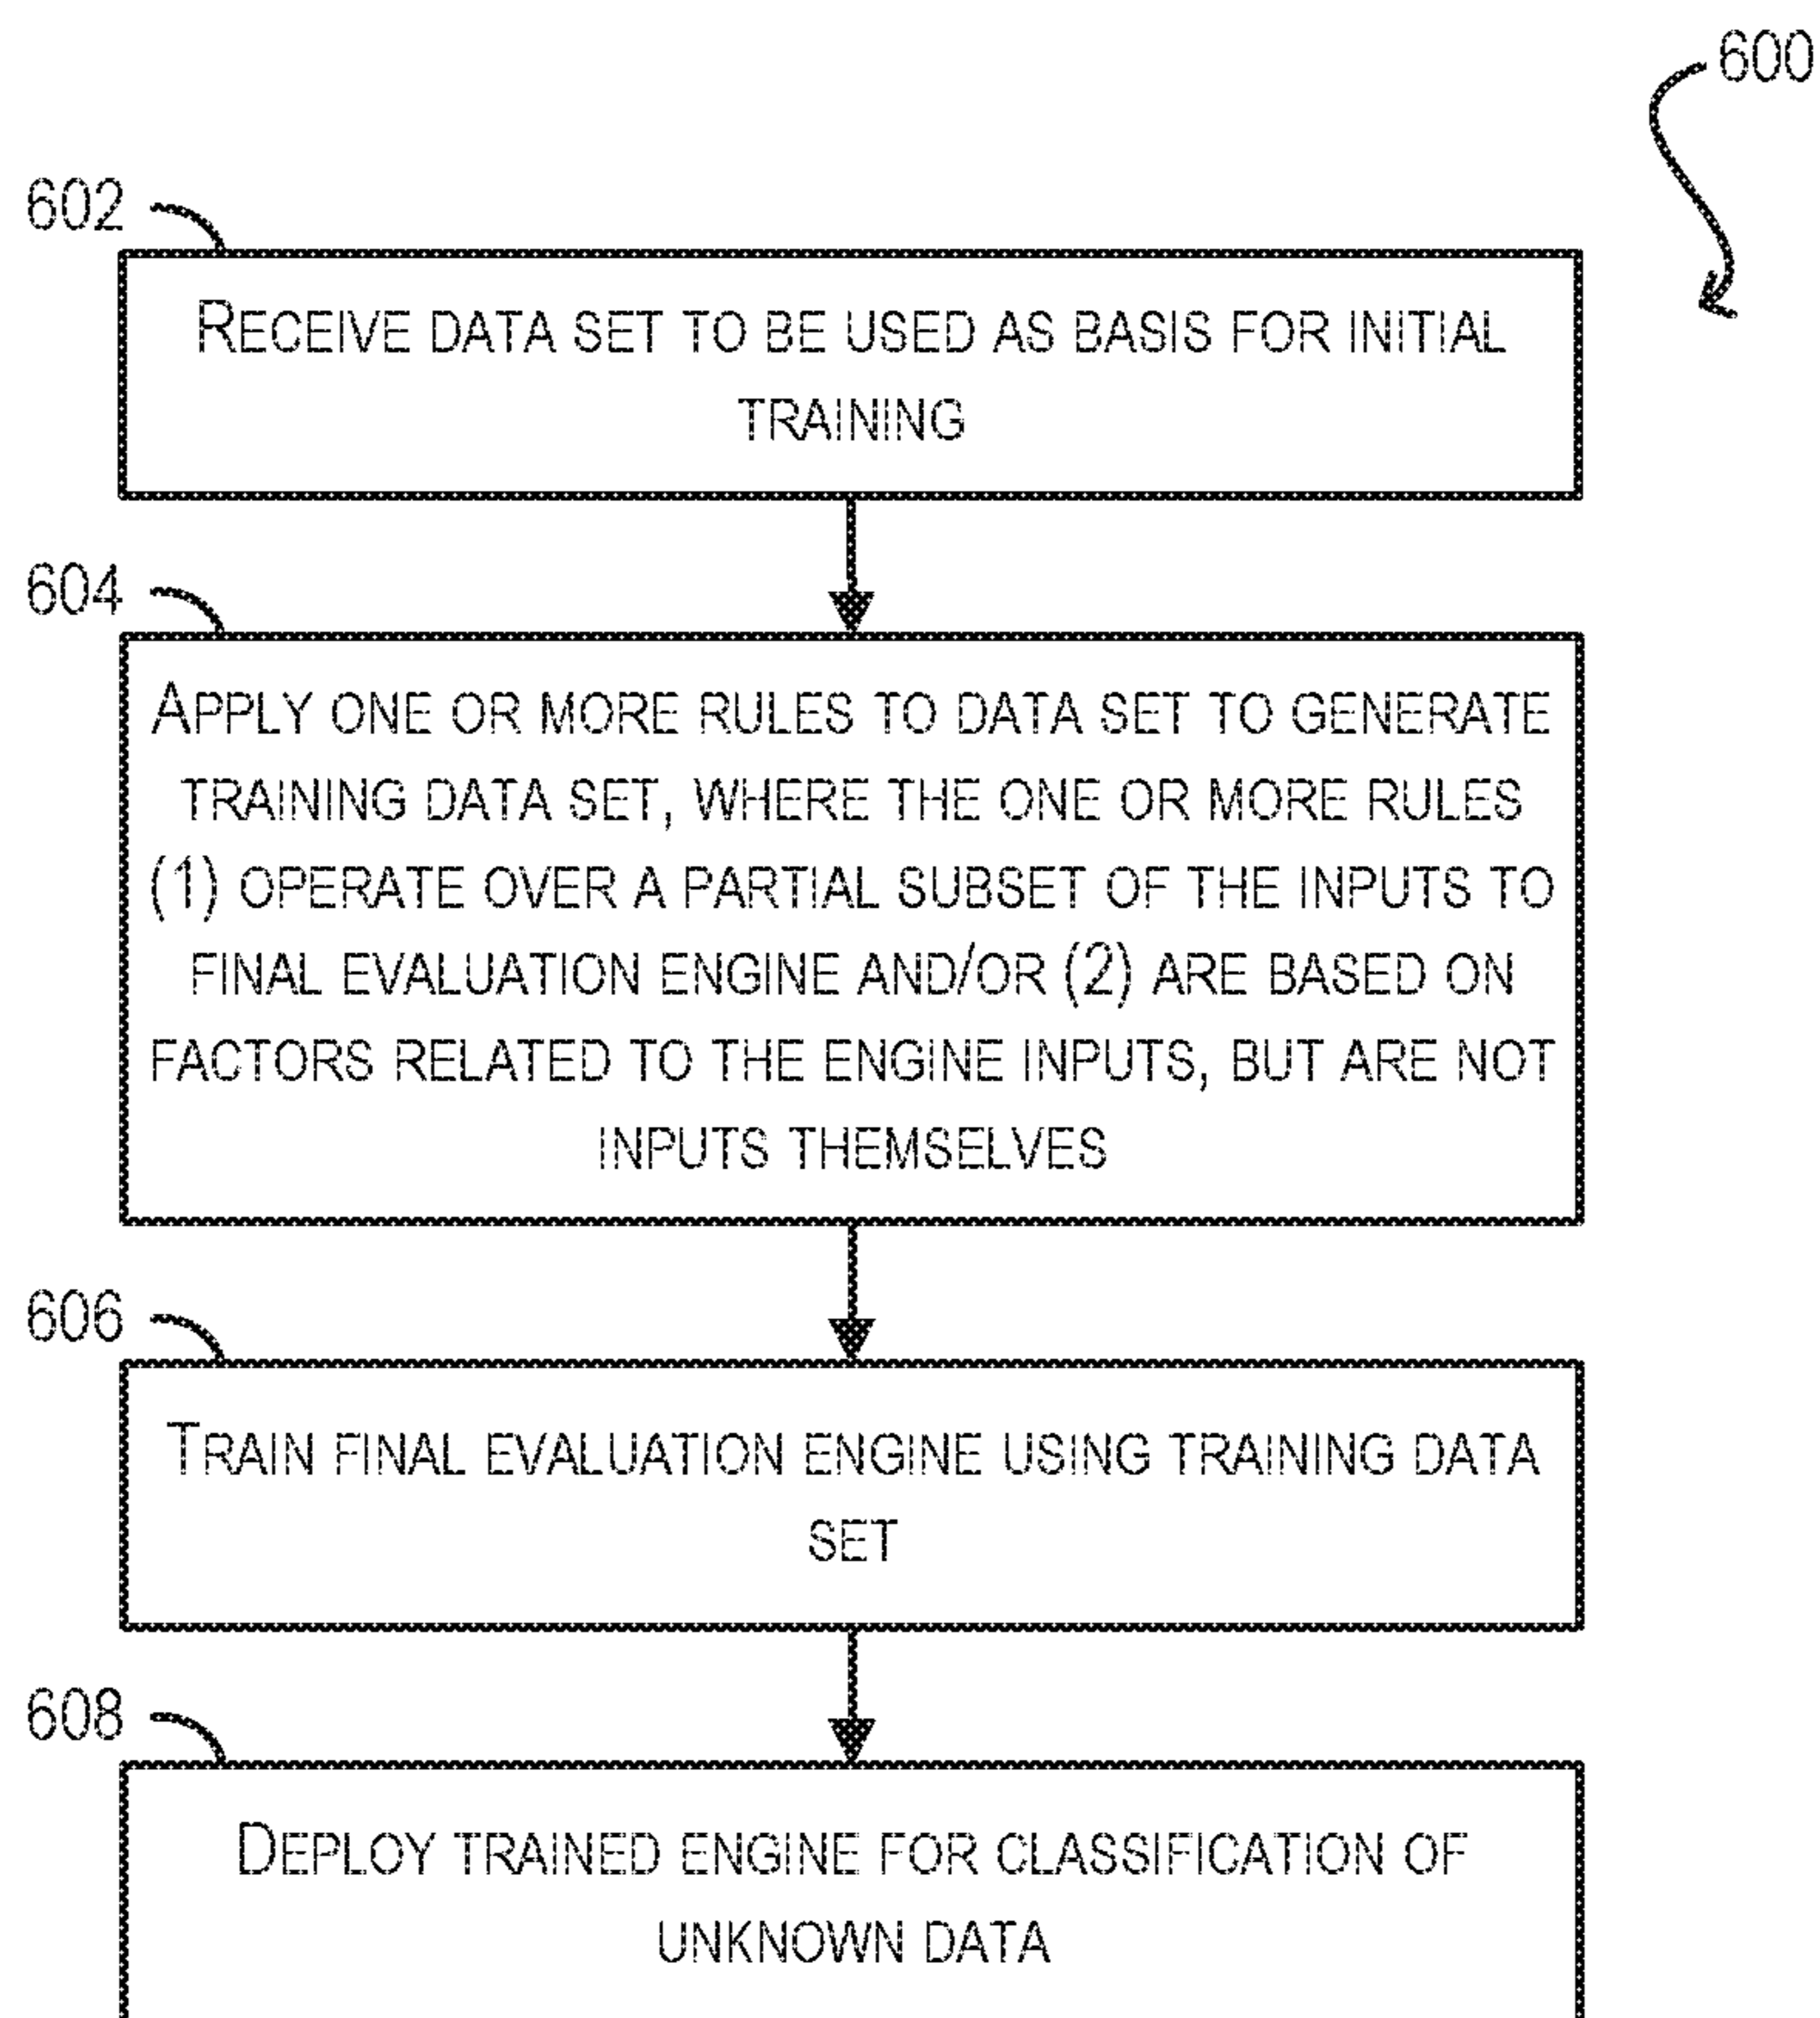 600
602
RECEIVE DATA SET TO BE USED AS BASIS FOR INITIAL
TRAINING
604
APPLY ONE OR MORE RULES TO DATA SET TO GENERATE
TRAINING DATA SET, WHERE THE ONE OR MORE RULES
(1) OPERATE OVER A PARTIAL SUBSET OF THE INPUTS TO
FINAL EVALUATION ENGINE AND/OR (2) ARE BASED ON
FACTORS RELATED TO THE ENGINE INPUTS, BUT ARE NOT
INPUTS THEMSELVES
606
TRAIN FINAL EVALUATION ENGINE USING TRAINING DATA
SET
608
DEPLOY TRAINED ENGINE FOR CLASSIFICATION OF
UNKNOWN DATA